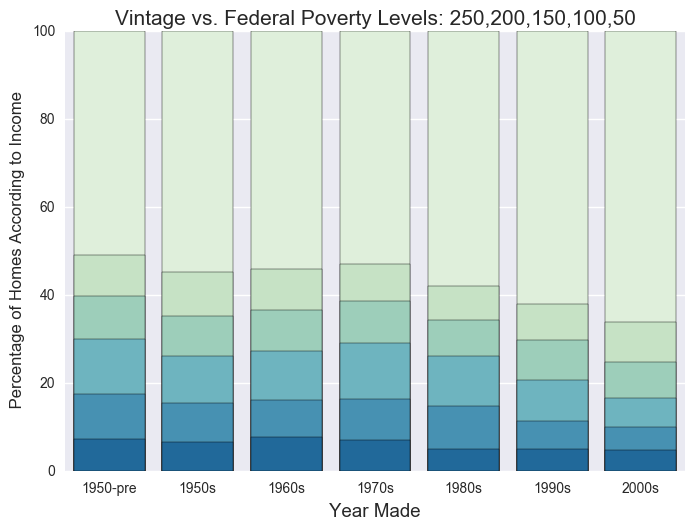 Vintage vs. Federal Poverty Levels: 250,200,150,100,50
100
80
60
40
20
0
Percentage of Homes According to Income
1950-pre 1950s 1960s 1970s 1980s 1990s 2000s
Year Made